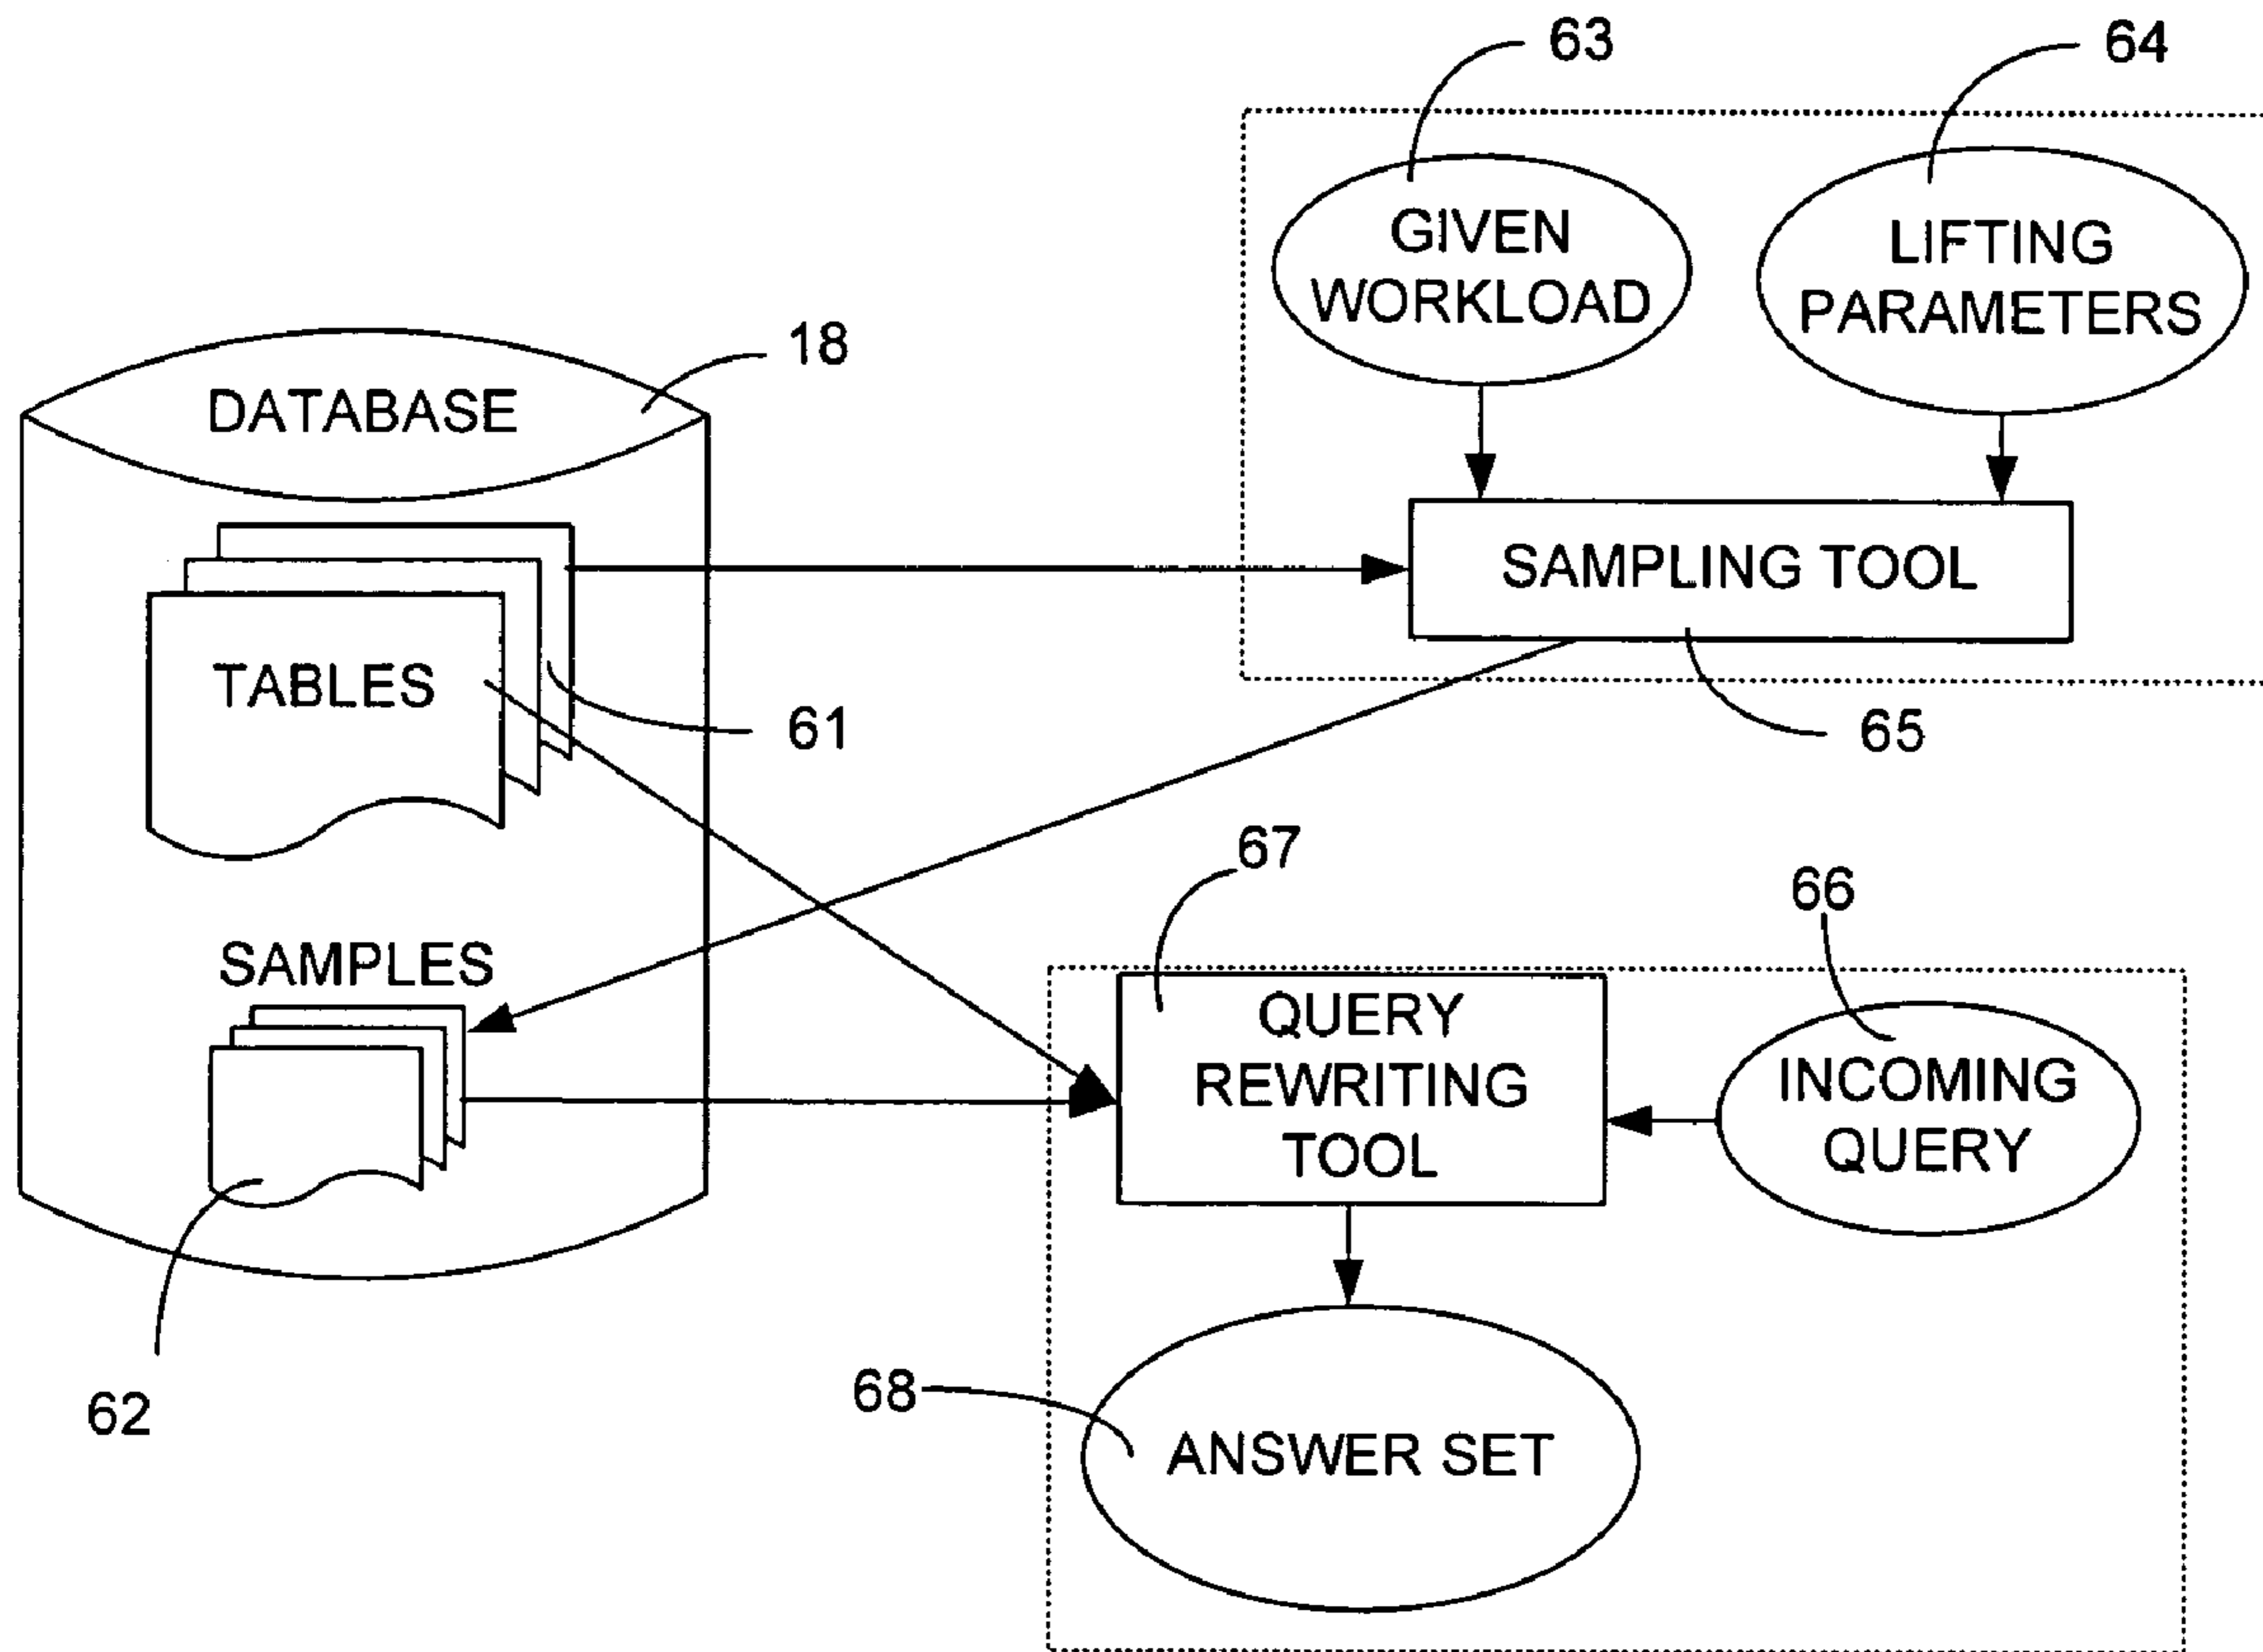 63
64
GIVEN
WORKLOAD
LIFTING
PARAMETERS
18
DATABASE
SAMPLING TOOL
TABLES
61
65
67
66
SAMPLES
QUERY
REWRITING
TOOL
INCOMING
QUERY
62
68
ANSWER SET